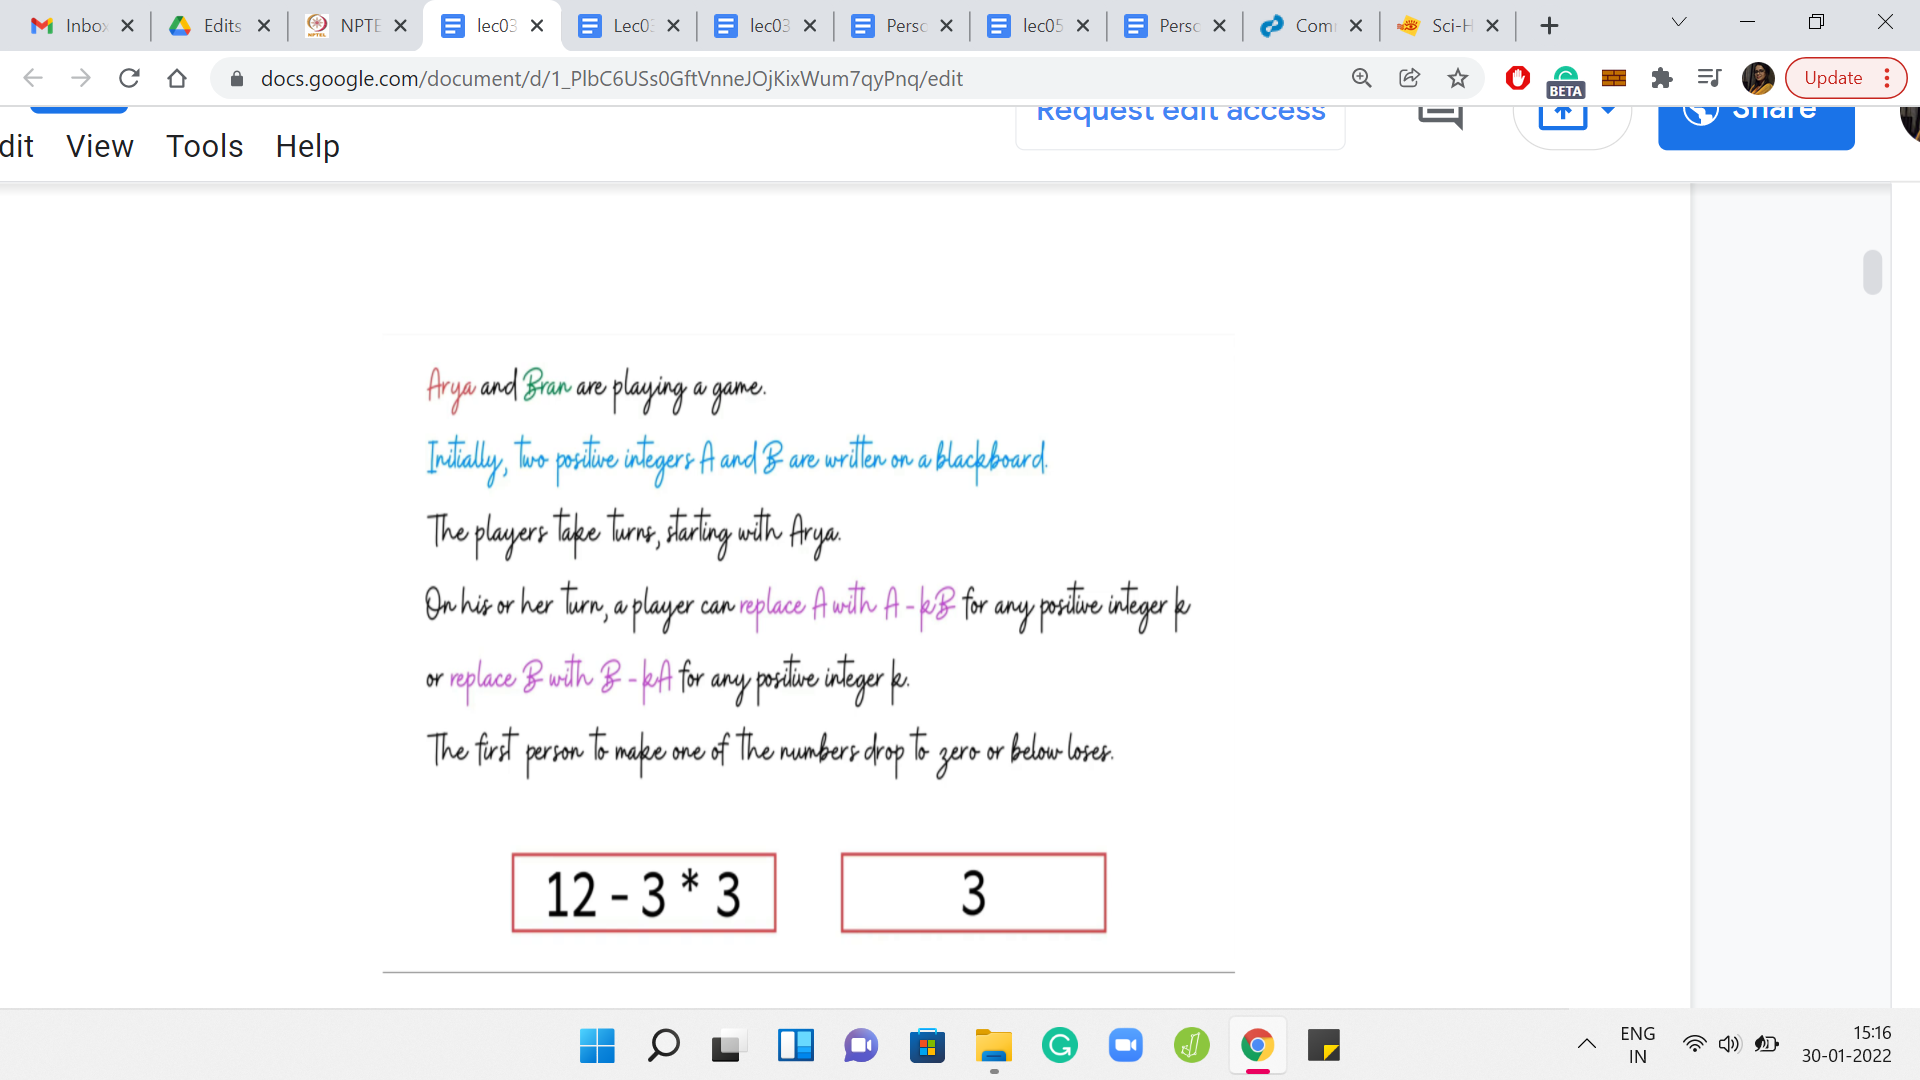 Inbo
Edits
NPTE
lec03
Lec0
lec03
Perso
lec05
Perso
Com
Sci-H
docs.google.com/document/d/1_PlbC6USs0GftVnneJOjKixWum7qyPnq/edit
BETA
Update
Request edit access
Share
dit View Tools Help
Arya and Bran are playing a game.
Initially, two positive integers A and B are written on a blackboard.
The players take turns, starting with Arya.
On his or her turn, a player can replace A with A - kB for any positive integer k
or replace B with B - kA for any positive integer k.
The first person to make one of the numbers drop to zero or below loses.
12 - 3 * 3
3
ENG
IN
15:16
30-01-2022